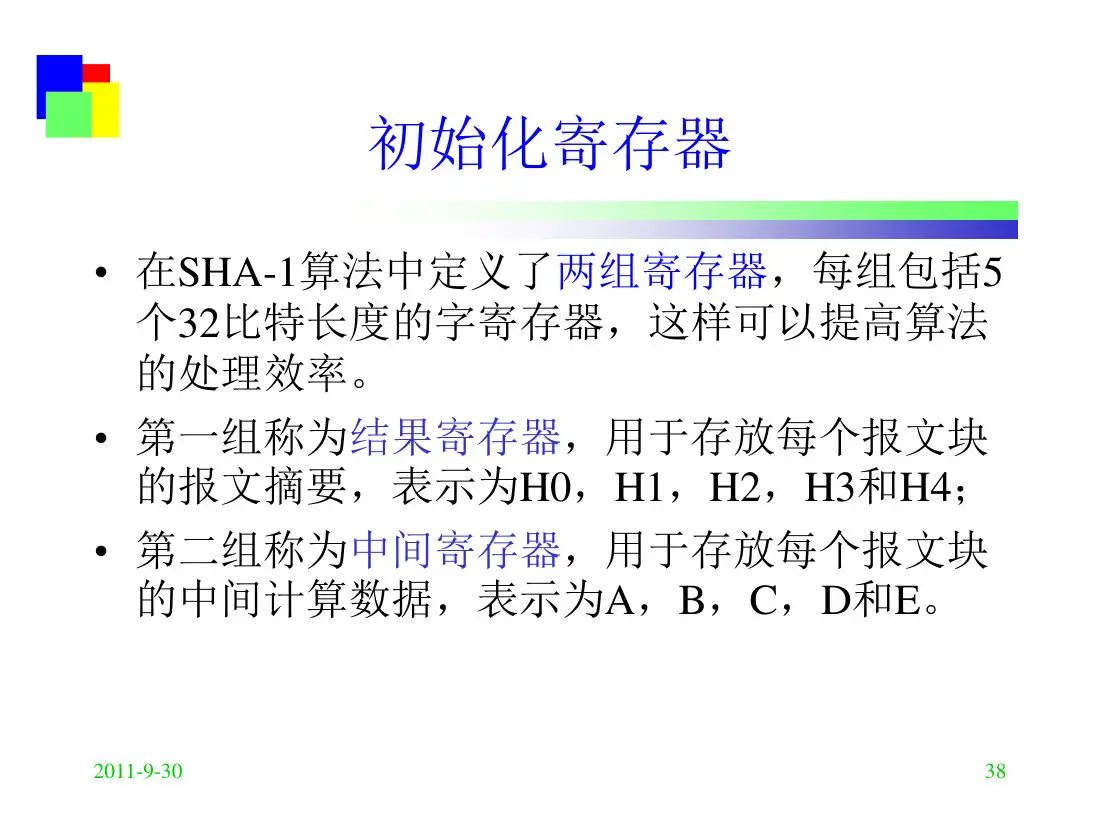 初始化寄存器
• 在SHA-1算法中定义了两组寄存器，每组包括5
个32比特长度的字寄存器，这样可以提高算法
的处理效率。
• 第一组称为结果寄存器，用于存放每个报文块
的报文摘要，表示为H0，H1，H2，H3和H4；
• 第二组称为中间寄存器，用于存放每个报文块
的中间计算数据，表示为A，B，C，D和E。
2011-9-30
38